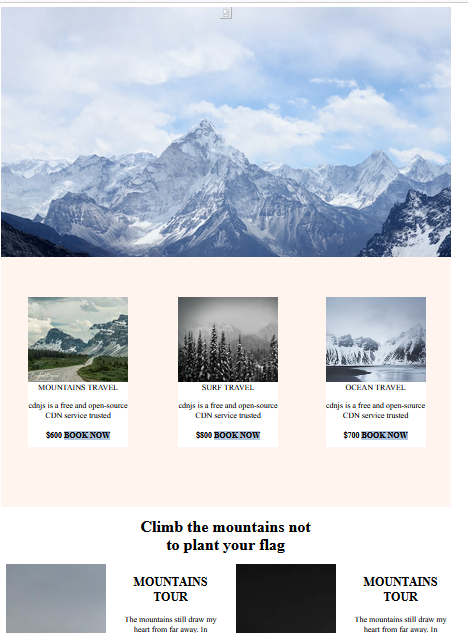 MOUNTAINS TRAVEL
cdnjs is a free and open-source
CDN service trusted
$600 BOOK NOW
SURF TRAVEL
cdnjs is a free and open-source
CDN service trusted
$800 BOOK NOW
OCEAN TRAVEL
cdnjs is a free and open-source
CDN service trusted
$700 BOOK NOW
Climb the mountains not
to plant your flag
MOUNTAINS
TOUR
The mountains still draw my
heart from far away. In
MOUNTAINS
TOUR
The mountains still draw my
heart from far away. In